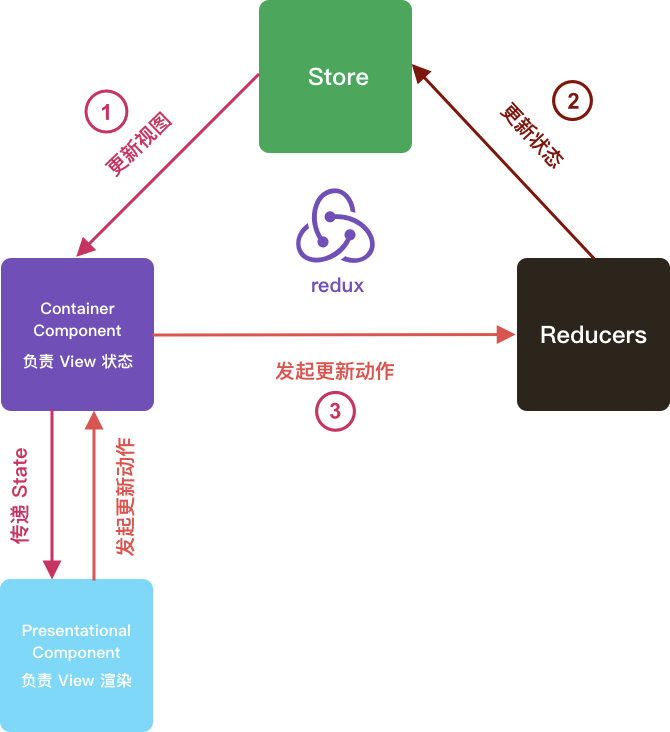 Store
1
更新视图
2
更新状态
redux
Container
Component
负责 View 状态
Reducers
发起更新动作
3
传递 State
发起更新动作
Presentational
Component
负责 View 渲染